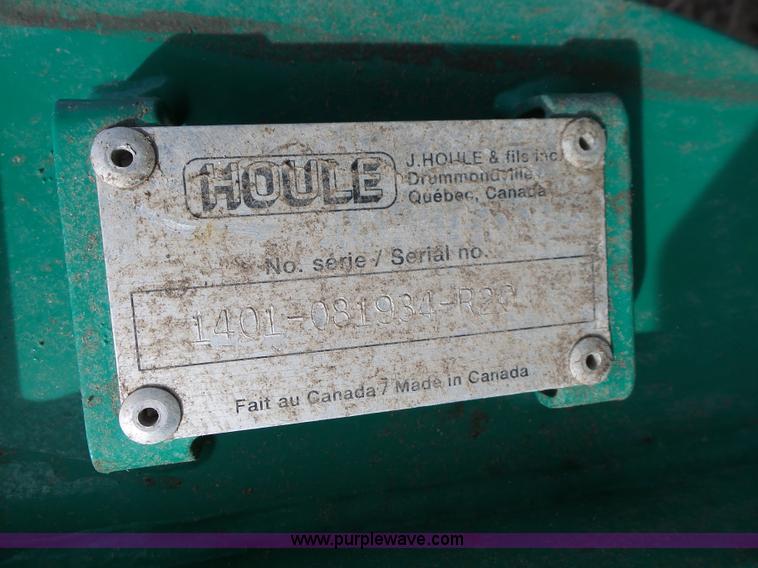 HOULE
J.HOULE & fils inc
Drummondville
Québec, Canada
No. série / Serial no.
1401-081934-R20
Fait au Canada / Made in Canada
www.purplewave.com